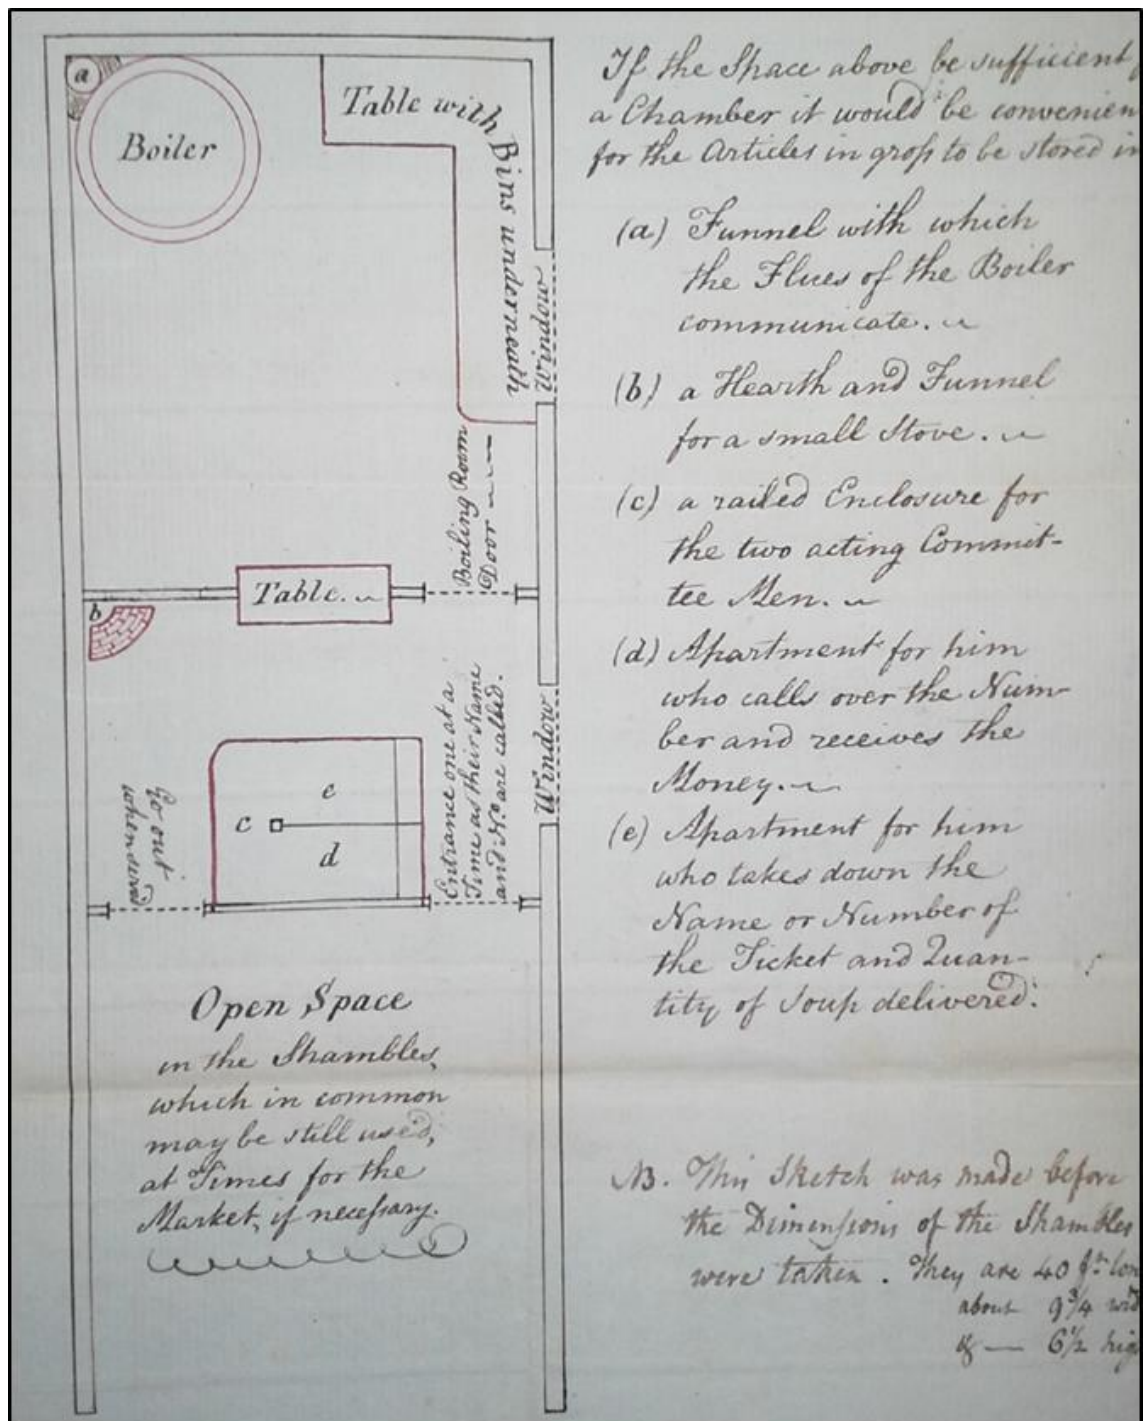 a
Boiler
Table with Bins underneath
Window
Boiling Room
Door
Table.
b
Window
Entrance one at a
Time as their Name
and No. are called.
Go out
when served
e
c
d
Open Space
in the Shambles,
which in common
may be still used,
at Times for the
Market, if neceſsary.
If the Space above be sufficient
a Chamber it would be convenien
for the Articles in groſs to be stored in
(a) Funnel with which
the Flues of the Boiler
communicate.
(b) a Hearth and Funnel
for a small Stove.
(c) a railed Enclosure for
the two acting Commit-
tee Men.
(d) Apartment for him
who calls over the Num-
ber and receives the
Money.
(e) Apartment for him
who takes down the
Name or Number of
the Ticket and Quan-
tity of Soup delivered.
NB. This Sketch was made before
the Dimenſions of the Shambles
were taken. They are 40 ft lon
about 9¾ wid
& — 6½ hig